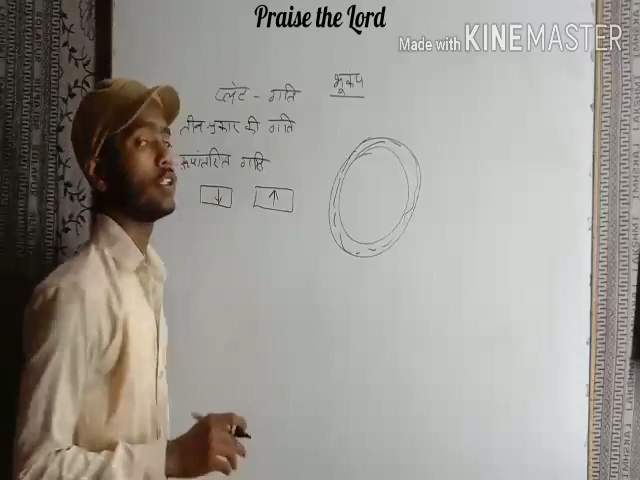 Praise the Lord
Made with KINEMASTER
प्लेट - गति भूकंप
तीन प्रकार की गति
रूपांतरित गति